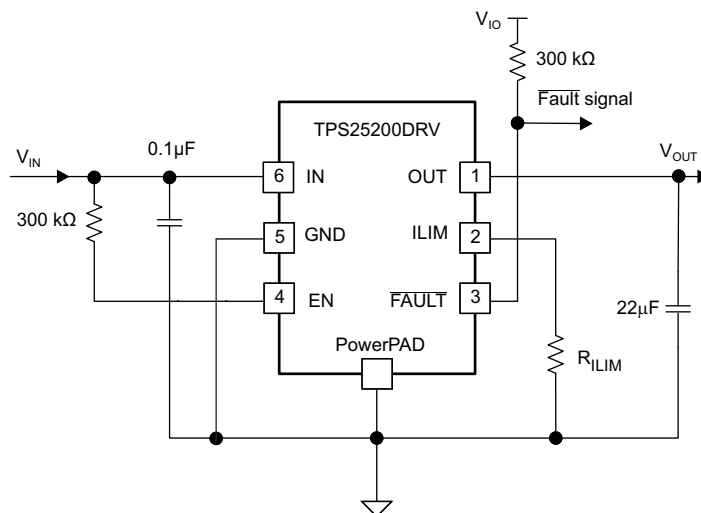 V_IO
300 kΩ
Fault signal
TPS25200DRV
V_IN
0.1µF
V_OUT
6 IN
OUT 1
300 kΩ
5 GND
ILIM 2
4 EN
FAULT 3
22µF
PowerPAD
R_ILIM